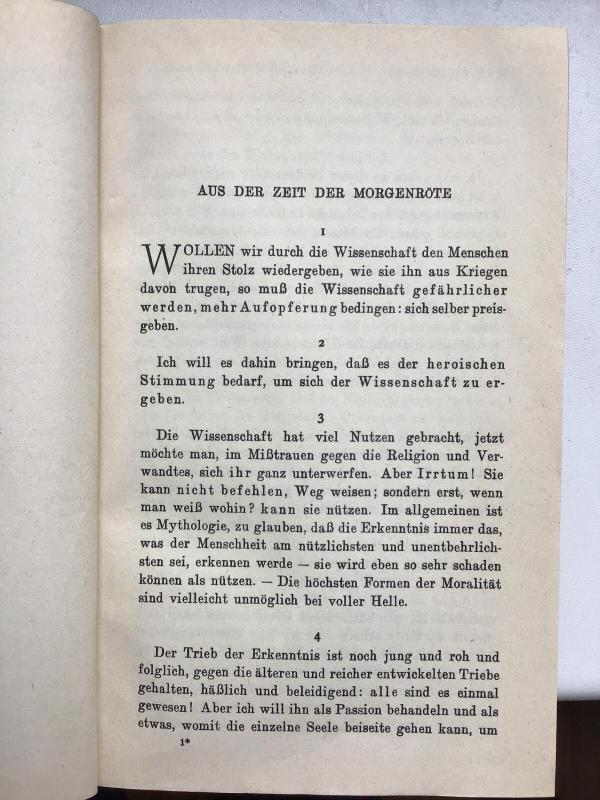 AUS DER ZEIT DER MORGENRÖTE
1
WOLLEN wir durch die Wissenschaft den Menschen
ihren Stolz wiedergeben, wie sie ihn aus Kriegen
davon trugen, so muß die Wissenschaft gefährlicher
werden, mehr Aufopferung bedingen: sich selber preis-
geben.
2
Ich will es dahin bringen, daß es der heroischen
Stimmung bedarf, um sich der Wissenschaft zu er-
geben.
3
Die Wissenschaft hat viel Nutzen gebracht, jetzt
möchte man, im Mißtrauen gegen die Religion und Ver-
wandtes, sich ihr ganz unterwerfen. Aber Irrtum! Sie
kann nicht befehlen, Weg weisen; sondern erst, wenn
man weiß wohin? kann sie nützen. Im allgemeinen ist
es Mythologie, zu glauben, daß die Erkenntnis immer das,
was der Menschheit am nützlichsten und unentbehrlich-
sten sei, erkennen werde — sie wird eben so sehr schaden
können als nützen. — Die höchsten Formen der Moralität
sind vielleicht unmöglich bei voller Helle.
4
Der Trieb der Erkenntnis ist noch jung und roh und
folglich, gegen die älteren und reicher entwickelten Triebe
gehalten, häßlich und beleidigend: alle sind es einmal
gewesen! Aber ich will ihn als Passion behandeln und als
etwas, womit die einzelne Seele beiseite gehen kann, um
1*